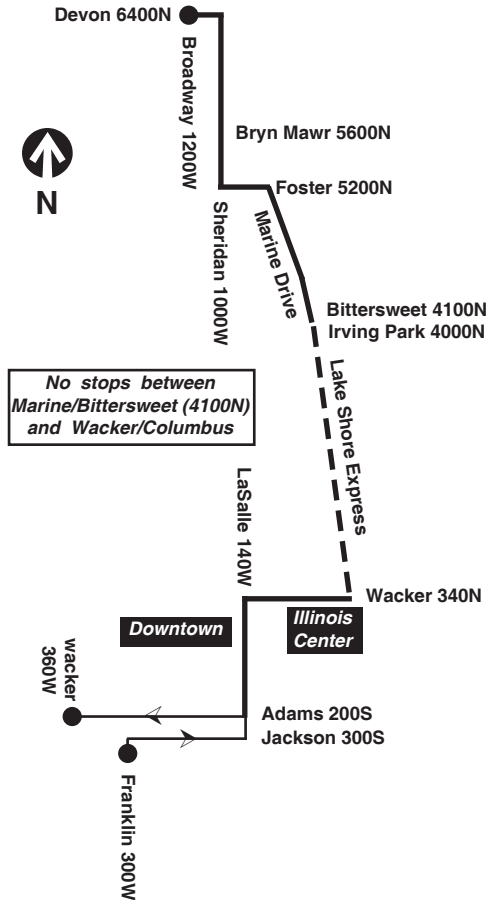 Devon 6400N
Broadway 1200W
Bryn Mawr 5600N
N
Foster 5200N
Sheridan 1000W
Marine Drive
Bittersweet 4100N
Irving Park 4000N
No stops between
Marine/Bittersweet (4100N)
and Wacker/Columbus
Lake Shore Express
LaSalle 140W
Wacker 340N
Illinois
Center
Downtown
wacker
360W
Adams 200S
Jackson 300S
Franklin 300W